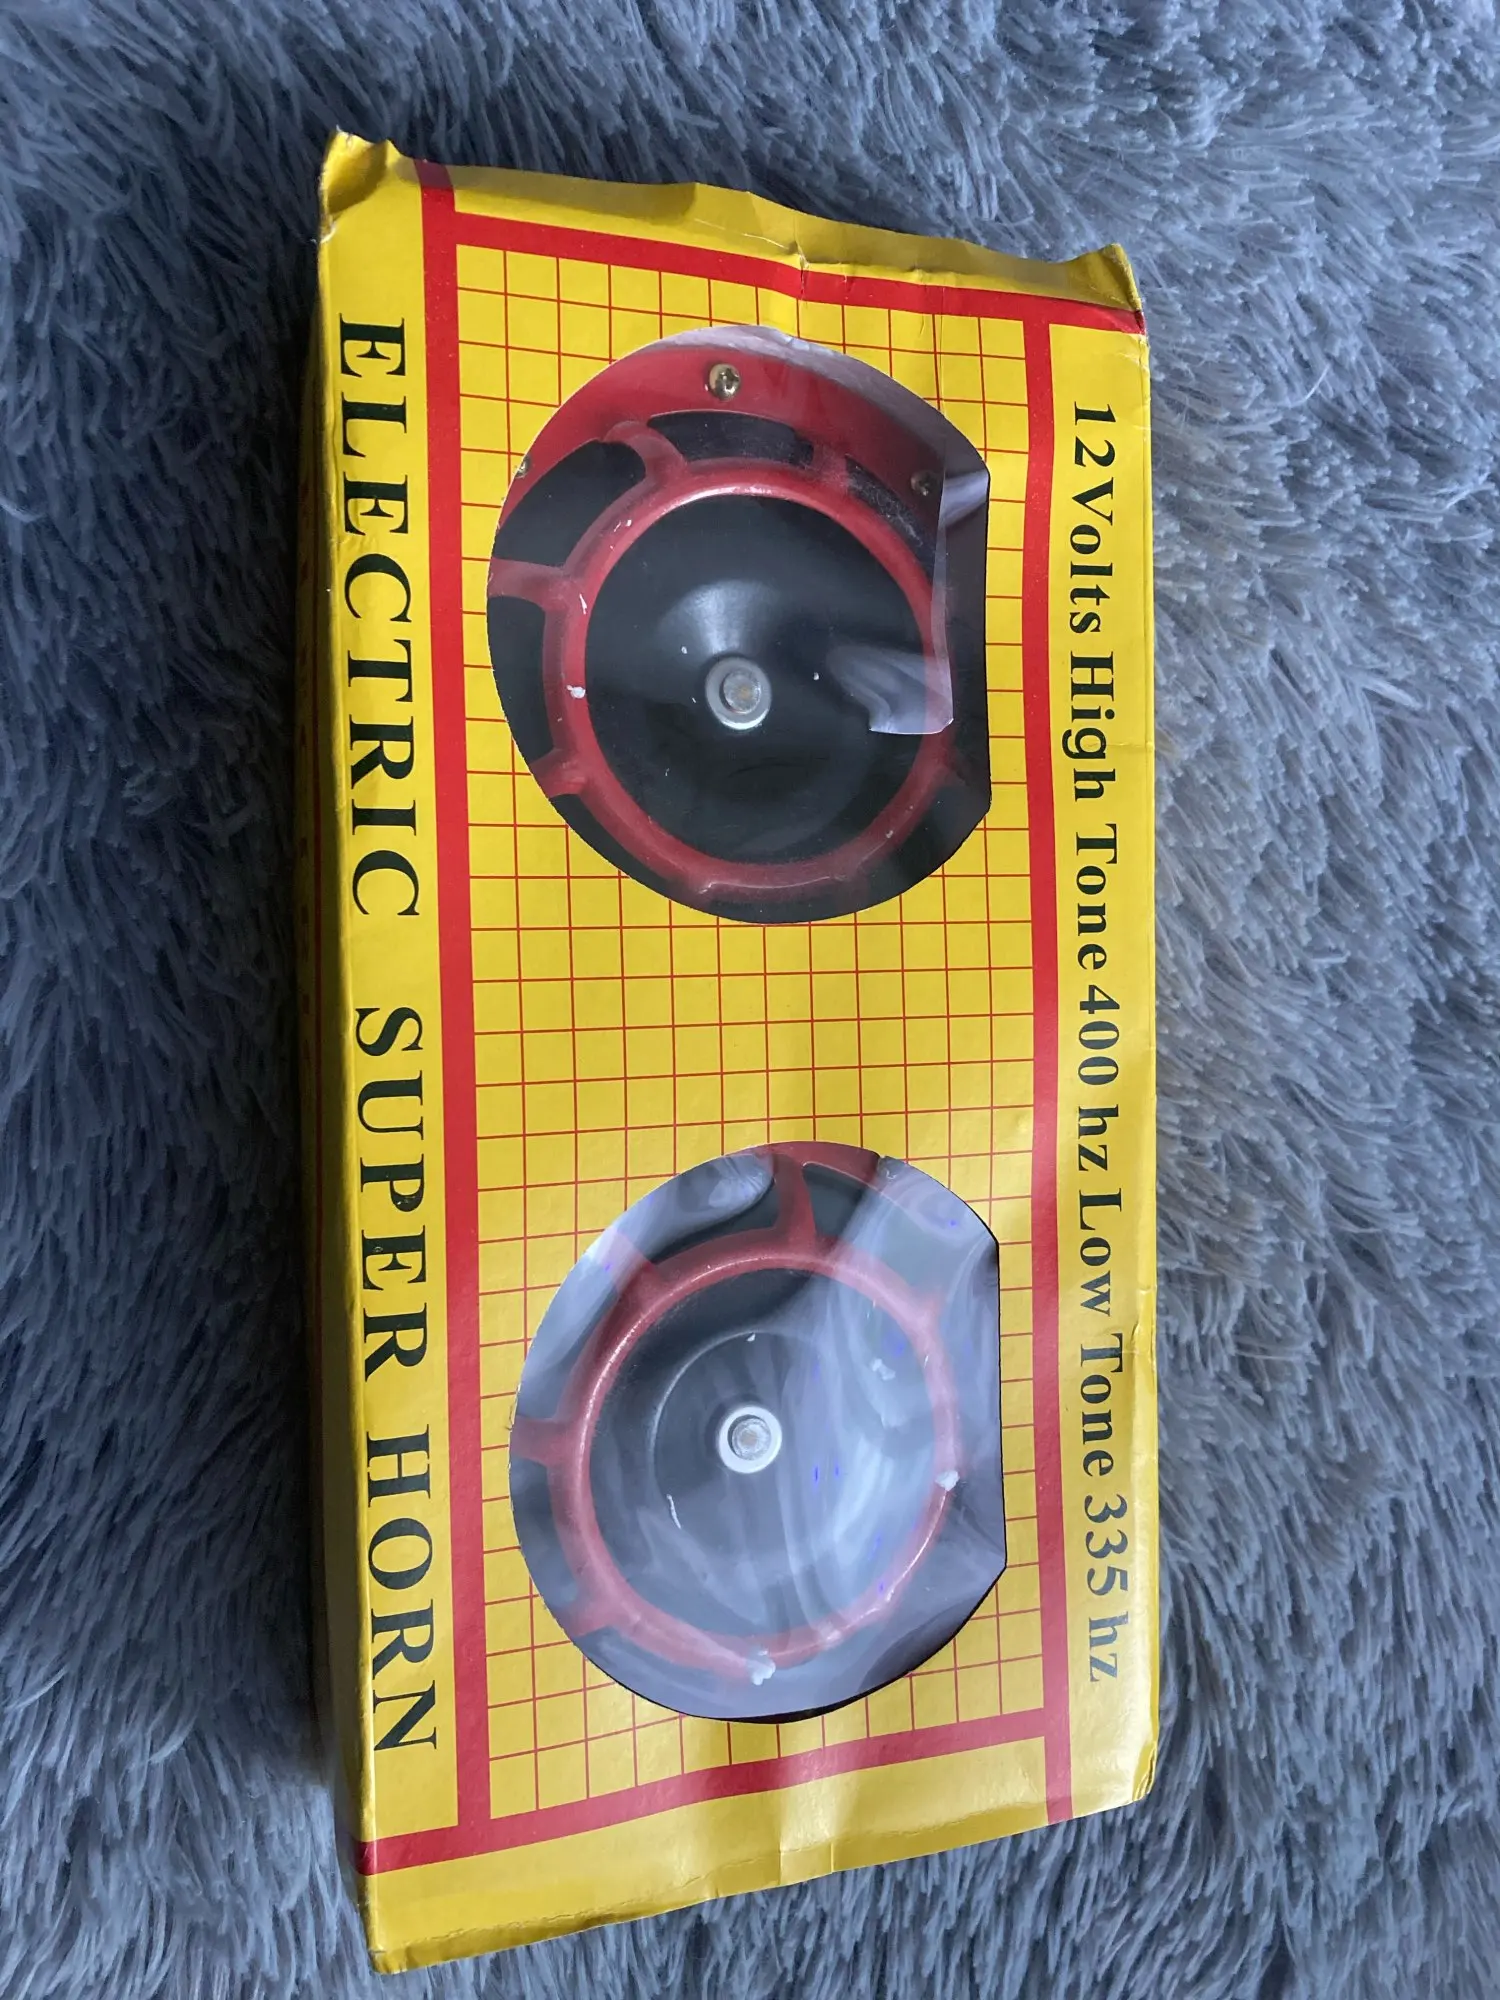 12 Volts High Tone 400 hz Low Tone 335 hz
ELECTRIC SUPER HORN